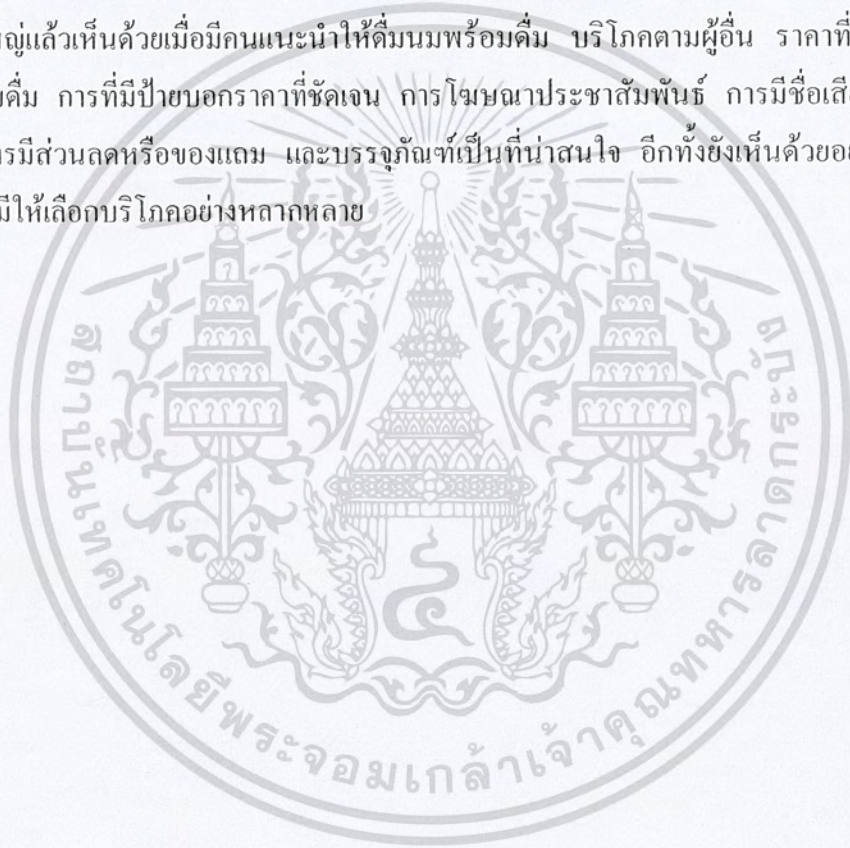 ญ่แล้วเห็นด้วยเมื่อมีคนแนะนำให้ดื่มนมพร้อมดื่ม บริโภคตามผู้อื่น ราคาที่
ดื่ม การที่มีป้ายบอกราคาที่ชัดเจน การโฆษณาประชาสัมพันธ์ การมีชื่อเสี
รมีส่วนลดหรือของแถม และบรรจุภัณฑ์เป็นที่น่าสนใจ อีกทั้งยังเห็นด้วยอย
มีให้เลือกบริโภคอย่างหลากหลาย
สถาบันเทคโนโลยีพระจอมเกล้าเจ้าคุณทหารลาดกระบัง
๔